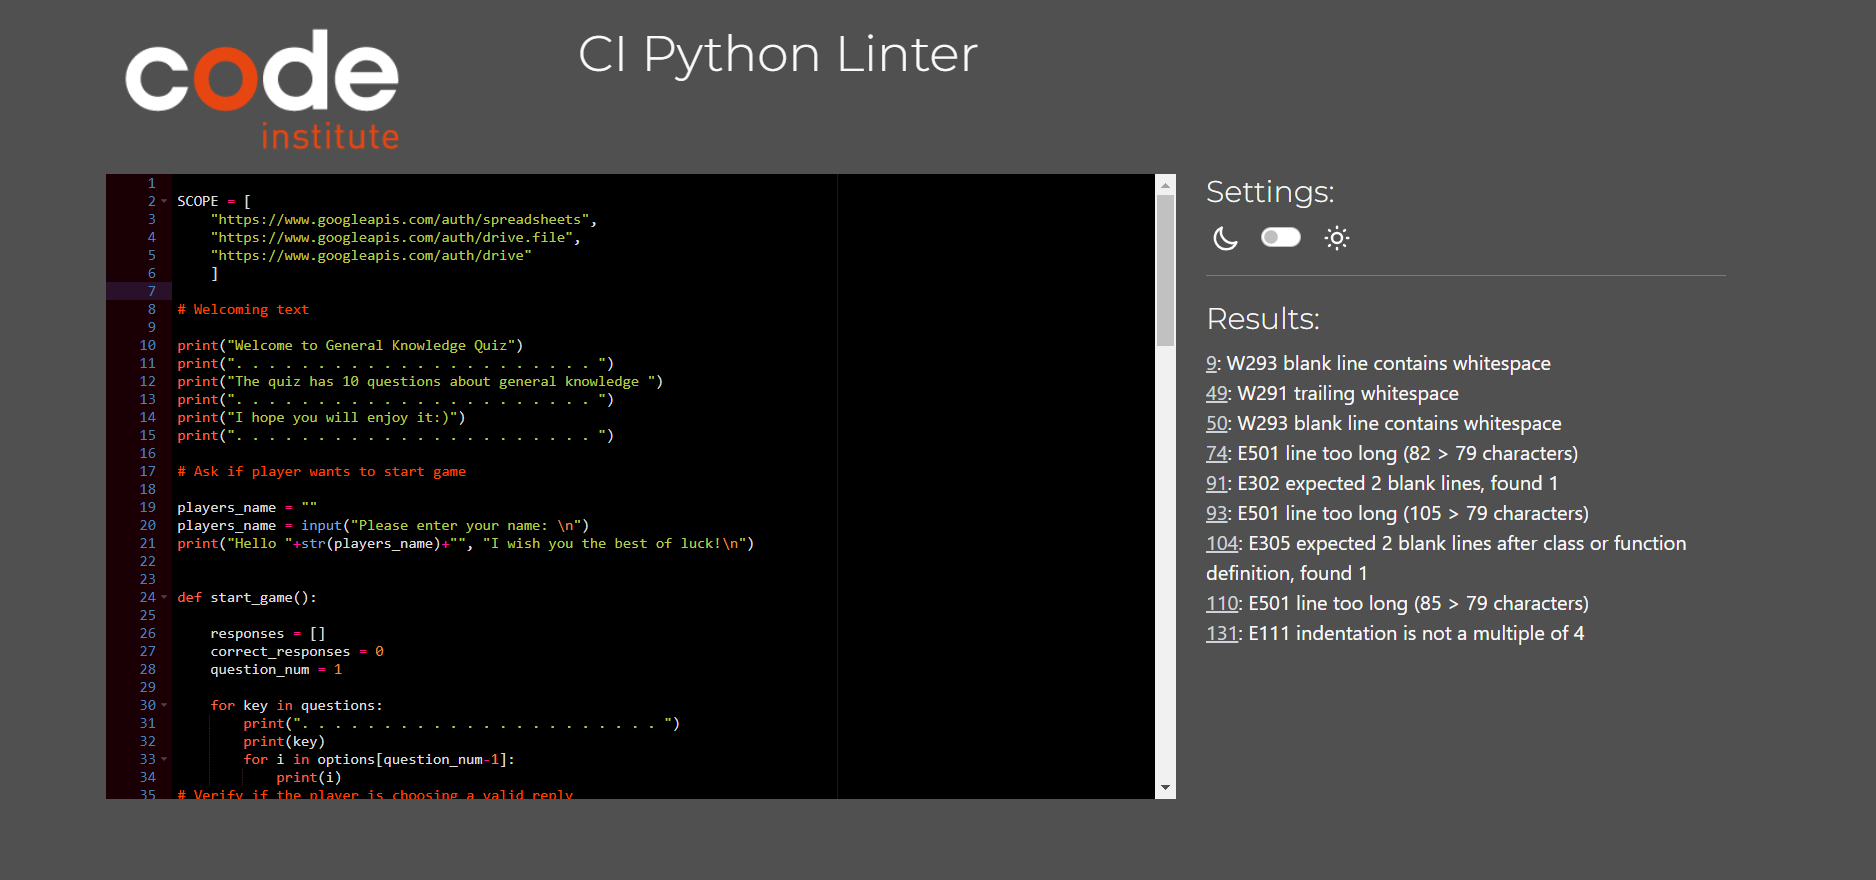 code
institute
CI Python Linter
1
2 SCOPE = [
3     "https://www.googleapis.com/auth/spreadsheets",
4     "https://www.googleapis.com/auth/drive.file",
5     "https://www.googleapis.com/auth/drive"
6     ]
7
8 # Welcoming text
9
10 print("Welcome to General Knowledge Quiz")
11 print(". . . . . . . . . . . . . . . . . . . . . . ")
12 print("The quiz has 10 questions about general knowledge ")
13 print(". . . . . . . . . . . . . . . . . . . . . . ")
14 print("I hope you will enjoy it:)")
15 print(". . . . . . . . . . . . . . . . . . . . . . ")
16
17 # Ask if player wants to start game
18
19 players_name = ""
20 players_name = input("Please enter your name: \n")
21 print("Hello "+str(players_name)+"", "I wish you the best of luck!\n")
22
23
24 def start_game():
25
26     responses = []
27     correct_responses = 0
28     question_num = 1
29
30     for key in questions:
31         print(". . . . . . . . . . . . . . . . . . . . . . ")
32         print(key)
33         for i in options[question_num-1]:
34             print(i)
35 # Verify if the player is choosing a valid reply
Settings:
Results:
9: W293 blank line contains whitespace
49: W291 trailing whitespace
50: W293 blank line contains whitespace
74: E501 line too long (82 > 79 characters)
91: E302 expected 2 blank lines, found 1
93: E501 line too long (105 > 79 characters)
104: E305 expected 2 blank lines after class or function
definition, found 1
110: E501 line too long (85 > 79 characters)
131: E111 indentation is not a multiple of 4